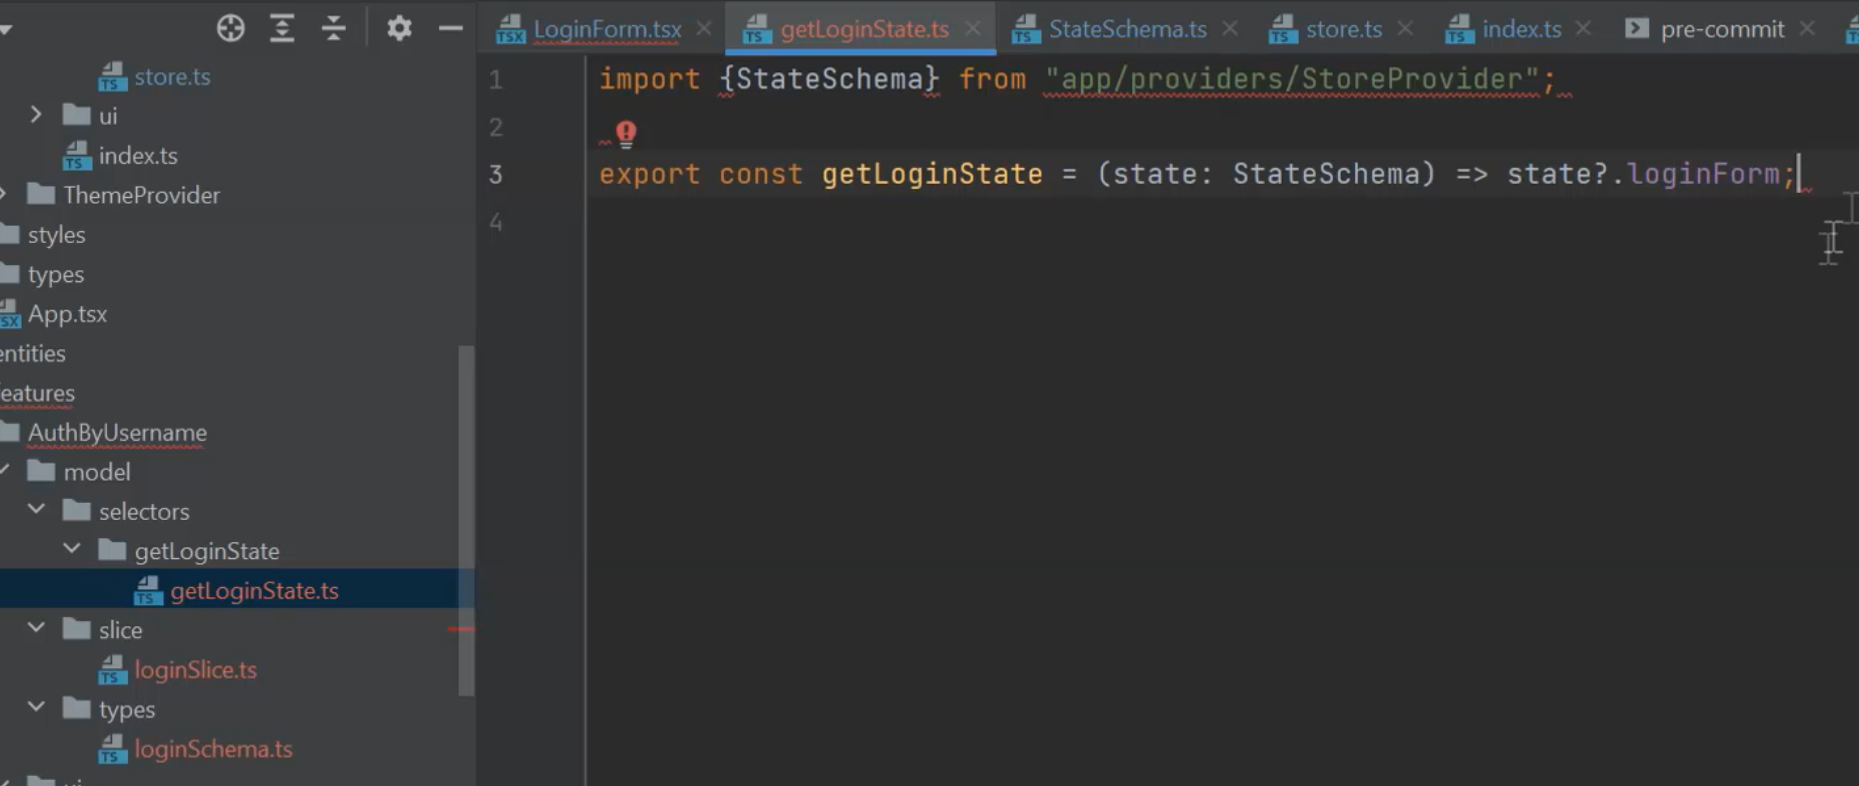 LoginForm.tsx
getLoginState.ts
StateSchema.ts
store.ts
index.ts
pre-commit
store.ts
ui
index.ts
ThemeProvider
styles
types
App.tsx
entities
eatures
AuthByUsername
model
selectors
getLoginState
getLoginState.ts
slice
loginSlice.ts
types
loginSchema.ts
1 import {StateSchema} from "app/providers/StoreProvider";
2
3 export const getLoginState = (state: StateSchema) => state?.loginForm;
4